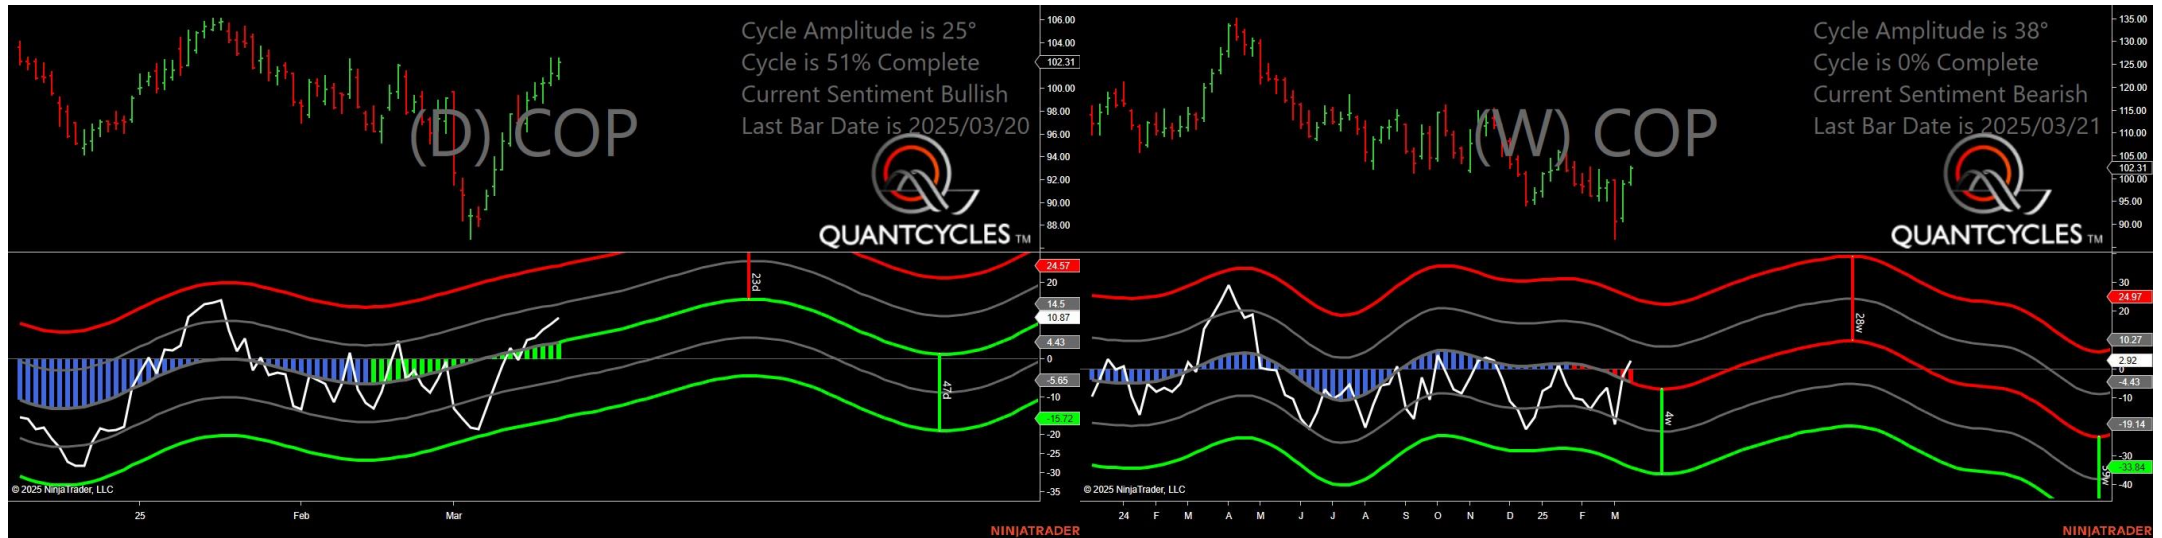 Cycle Amplitude is 25°
Cycle is 51% Complete
Current Sentiment Bullish
Last Bar Date is 2025/03/20
(D) COP
QUANTCYCLES TM
106.00
104.00
102.31
100.00
98.00
96.00
94.00
92.00
90.00
88.00
24.57
20
14.5
10.87
4.43
0
-5.65
-10
-15.72
-20
-25
-30
-35
23d
47d
© 2025 NinjaTrader, LLC
25 Feb Mar
NINJATRADER
Cycle Amplitude is 38°
Cycle is 0% Complete
Current Sentiment Bearish
Last Bar Date is 2025/03/21
(W) COP
QUANTCYCLES TM
135.00
130.00
125.00
120.00
115.00
110.00
105.00
102.31
100.00
95.00
90.00
30
24.97
20
10.27
2.92
0
-4.43
-10
-19.14
-30
-33.84
-40
28w
4w
59w
© 2025 NinjaTrader, LLC
24 F M A M J J A S O N D 25 F M
NINJATRADER